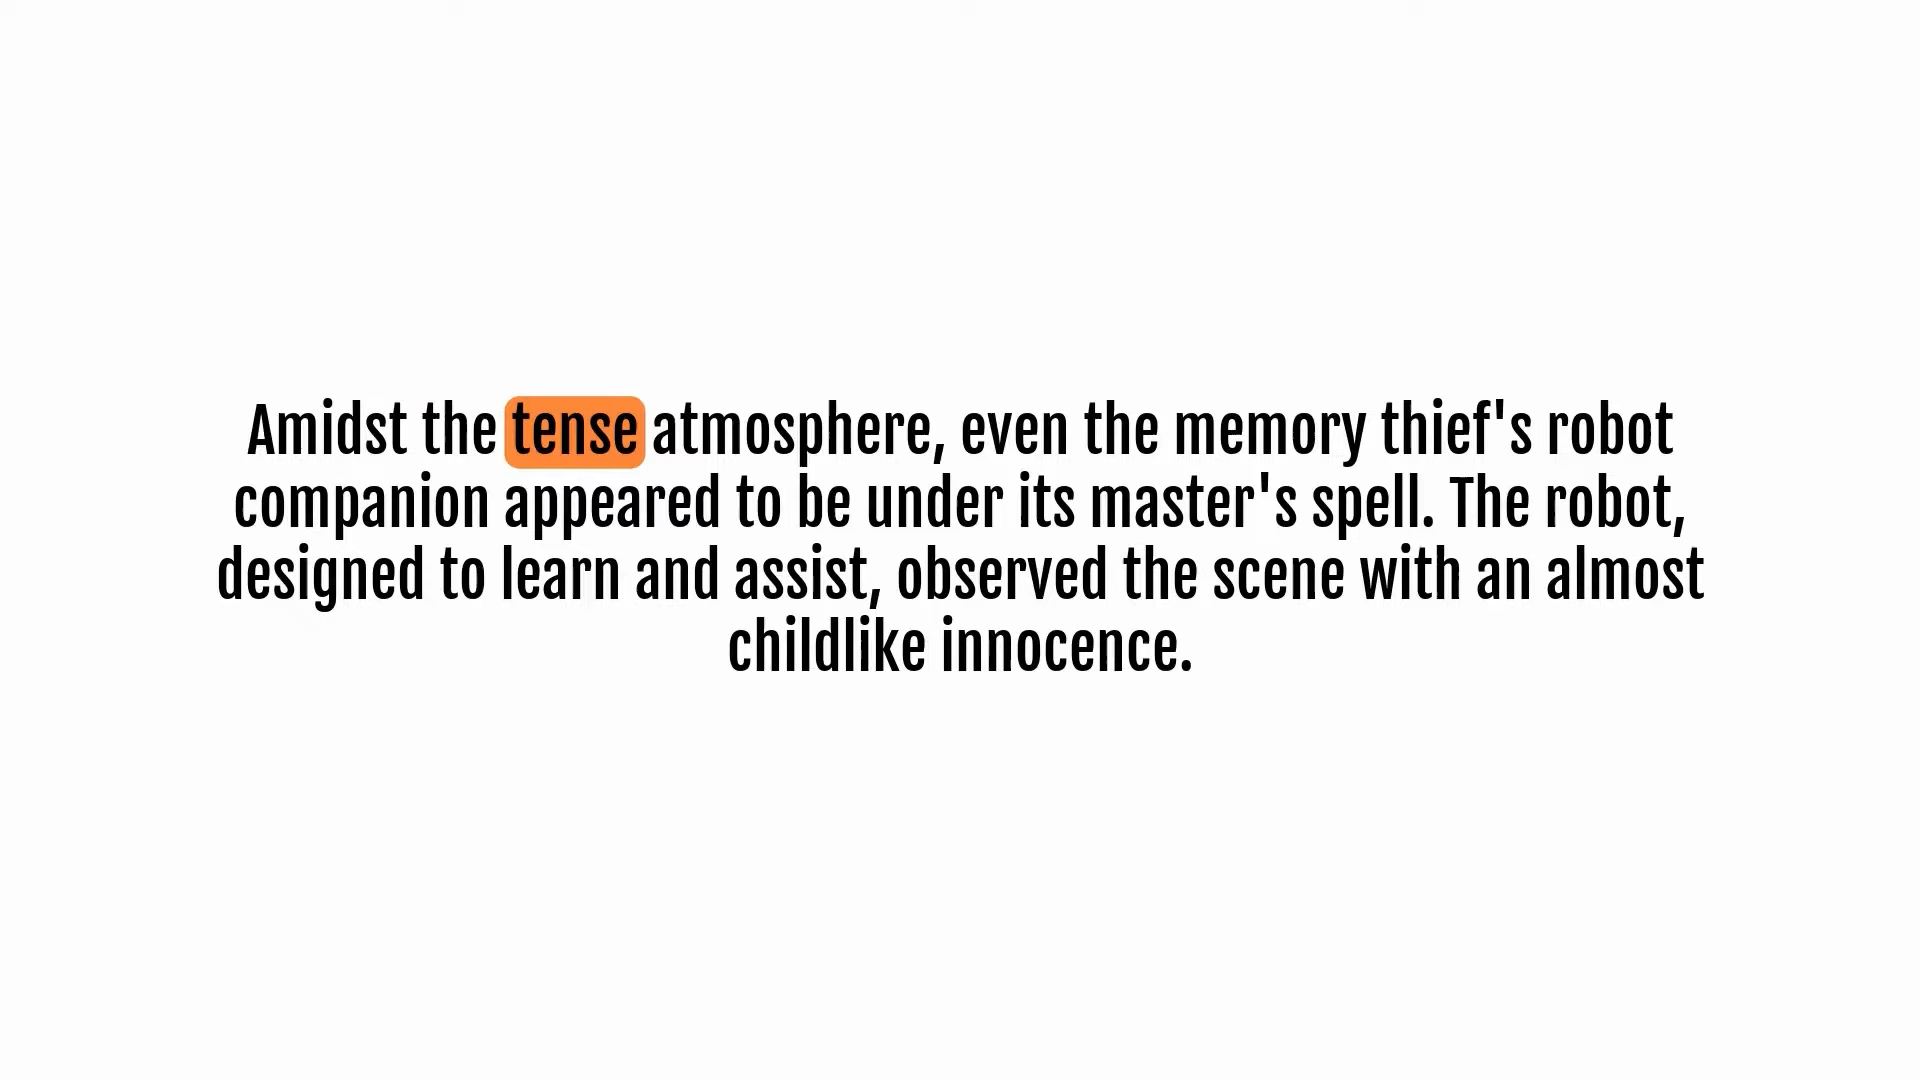 Amidst the tense atmosphere, even the memory thief's robot
companion appeared to be under its master's spell. The robot,
designed to learn and assist, observed the scene with an almost
childlike innocence.